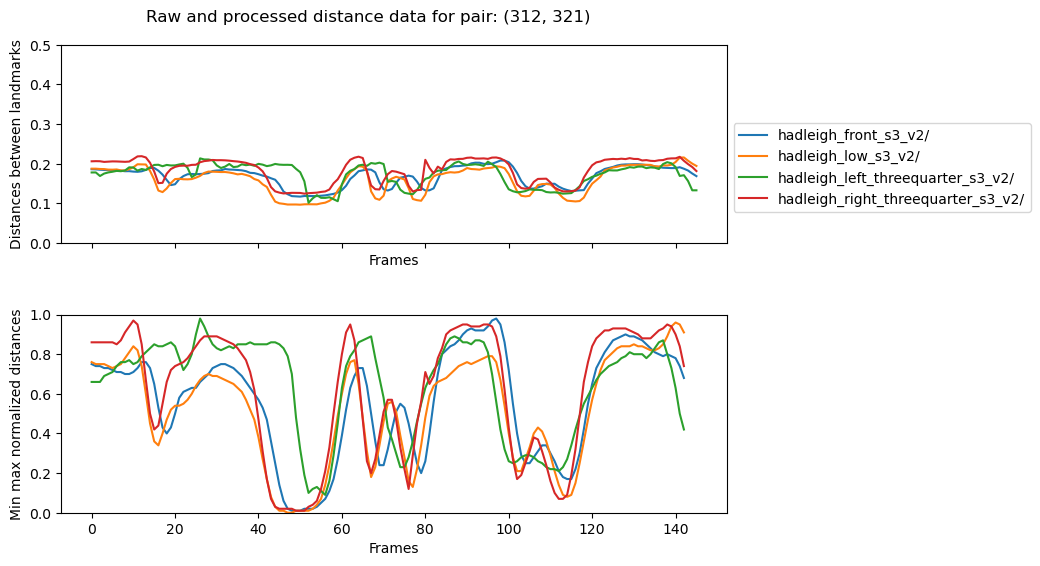 Raw and processed distance data for pair: (312, 321)
Distances between landmarks
0.5
0.4
0.3
0.2
0.1
0.0
Frames
hadleigh_front_s3_v2/
hadleigh_low_s3_v2/
hadleigh_left_threequarter_s3_v2/
hadleigh_right_threequarter_s3_v2/
Min max normalized distances
1.0
0.8
0.6
0.4
0.2
0.0
0 20 40 60 80 100 120 140
Frames